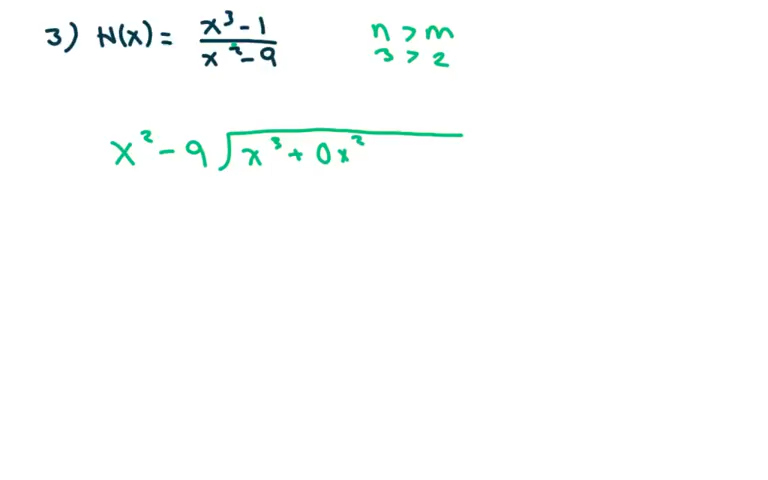 3) H(x) = x³ - 1 / x² - 9
n > m
3 > 2
x² - 9 √ x³ + 0x²